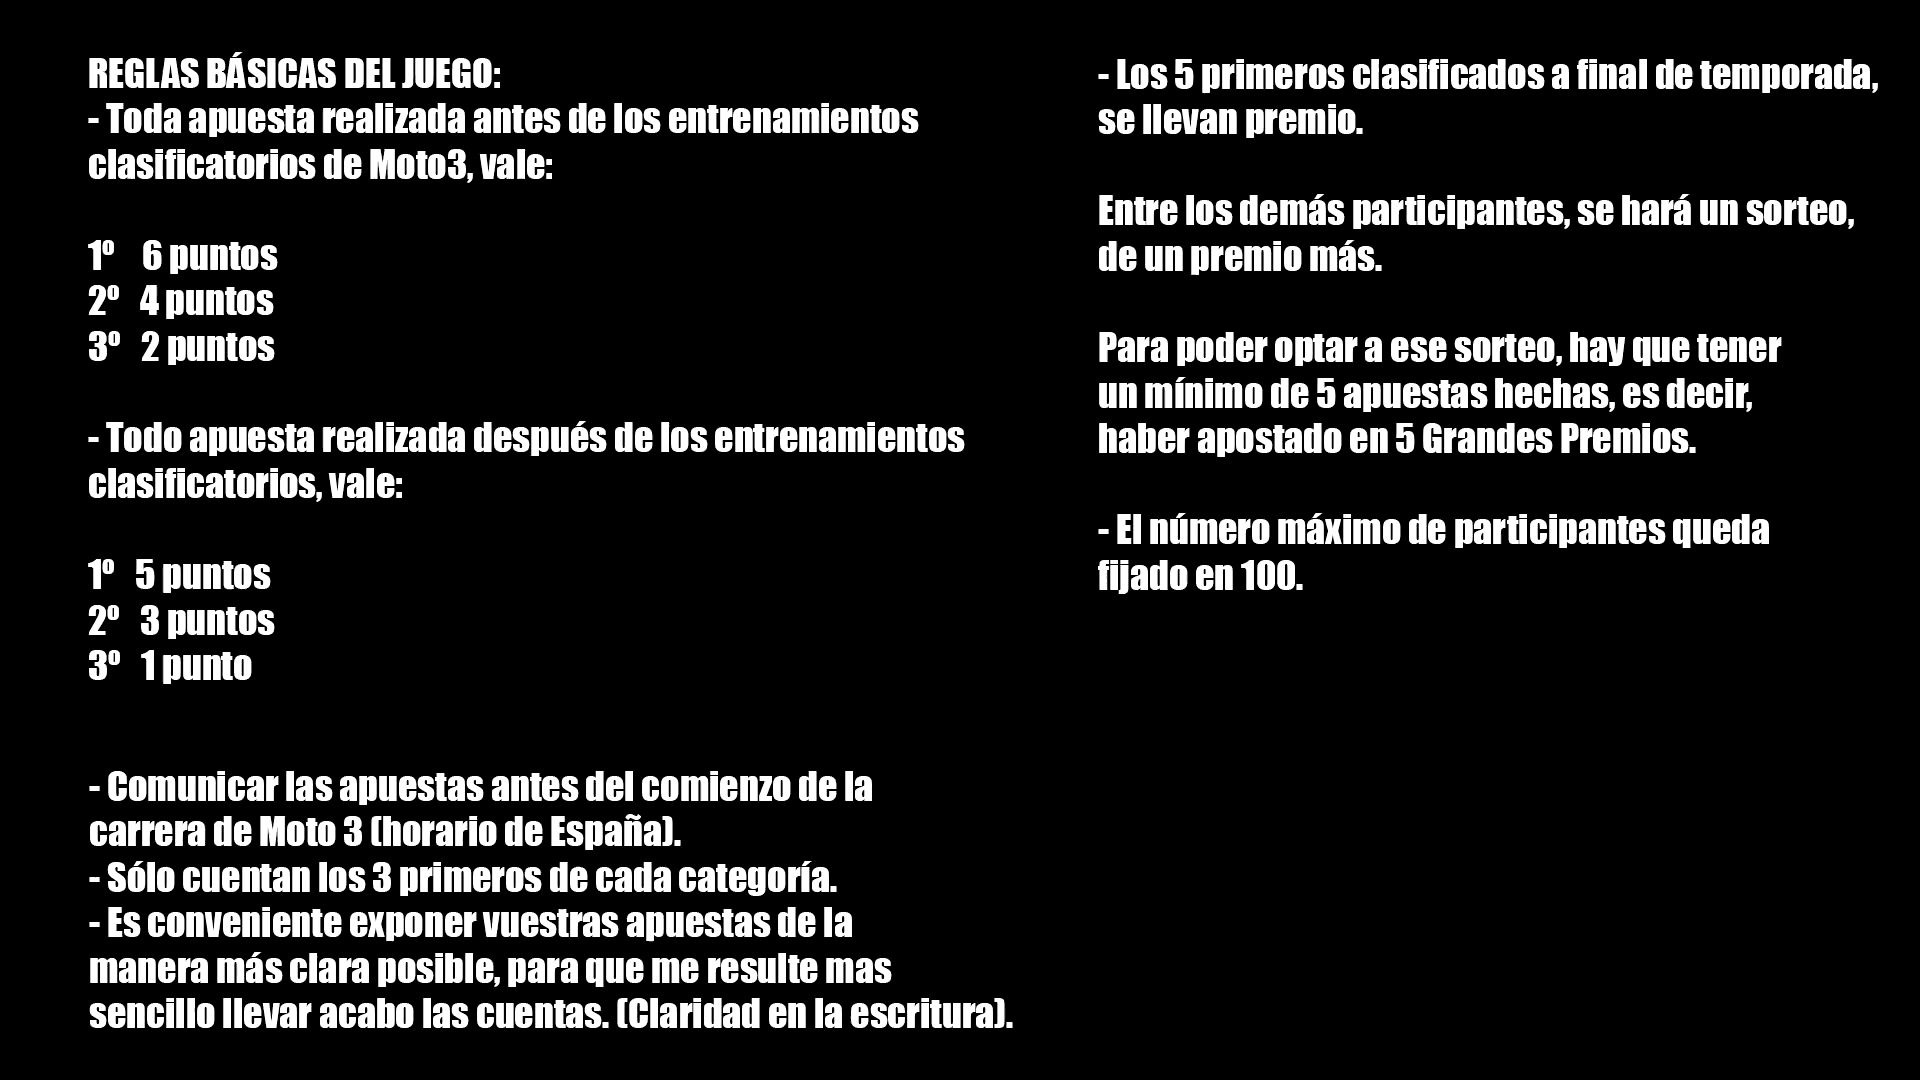 REGLAS BÁSICAS DEL JUEGO:
- Toda apuesta realizada antes de los entrenamientos
clasificatorios de Moto3, vale:
1º 6 puntos
2º 4 puntos
3º 2 puntos
- Todo apuesta realizada después de los entrenamientos
clasificatorios, vale:
1º 5 puntos
2º 3 puntos
3º 1 punto
- Comunicar las apuestas antes del comienzo de la
carrera de Moto 3 (horario de España).
- Sólo cuentan los 3 primeros de cada categoría.
- Es conveniente exponer vuestras apuestas de la
manera más clara posible, para que me resulte mas
sencillo llevar acabo las cuentas. (Claridad en la escritura).
- Los 5 primeros clasificados a final de temporada,
se llevan premio.
Entre los demás participantes, se hará un sorteo,
de un premio más.
Para poder optar a ese sorteo, hay que tener
un mínimo de 5 apuestas hechas, es decir,
haber apostado en 5 Grandes Premios.
- El número máximo de participantes queda
fijado en 100.